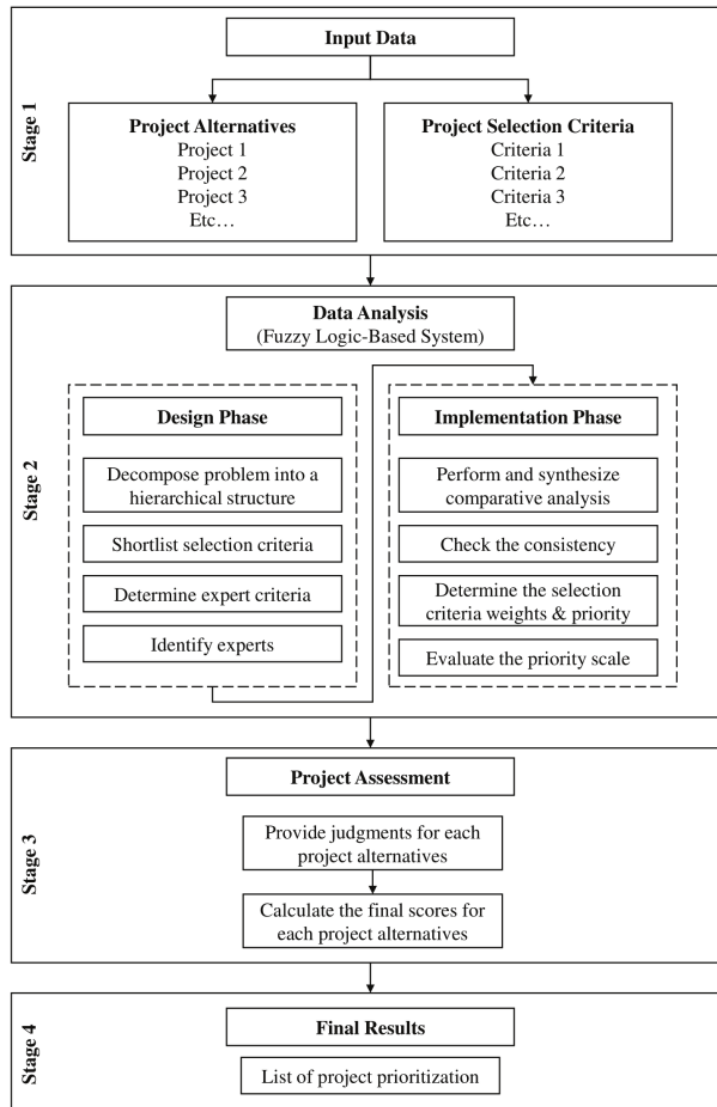 Stage 1
Input Data
Project Alternatives
Project 1
Project 2
Project 3
Etc…
Project Selection Criteria
Criteria 1
Criteria 2
Criteria 3
Etc…
Stage 2
Data Analysis
(Fuzzy Logic-Based System)
Design Phase
Decompose problem into a
hierarchical structure
Shortlist selection criteria
Determine expert criteria
Identify experts
Implementation Phase
Perform and synthesize
comparative analysis
Check the consistency
Determine the selection
criteria weights & priority
Evaluate the priority scale
Stage 3
Project Assessment
Provide judgments for each
project alternatives
Calculate the final scores for
each project alternatives
Stage 4
Final Results
List of project prioritization